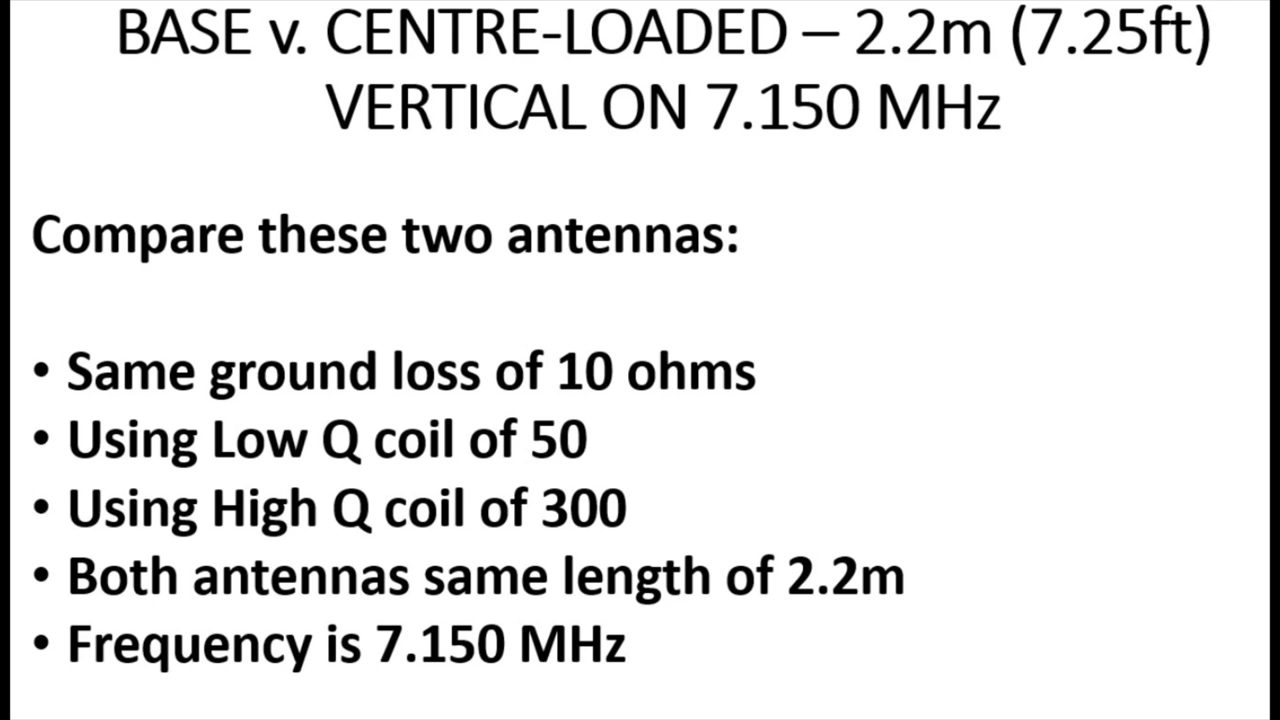 BASE v. CENTRE-LOADED – 2.2m (7.25ft)
VERTICAL ON 7.150 MHz
Compare these two antennas:
• Same ground loss of 10 ohms
• Using Low Q coil of 50
• Using High Q coil of 300
• Both antennas same length of 2.2m
• Frequency is 7.150 MHz